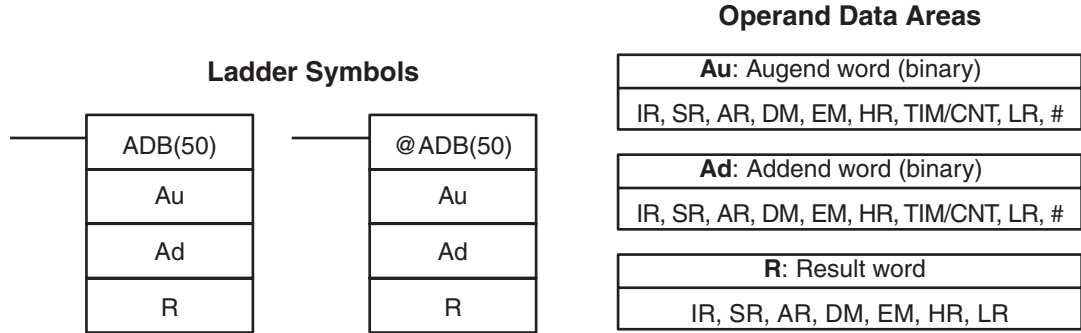 Ladder Symbols
ADB(50)
Au
Ad
R
@ADB(50)
Au
Ad
R
Operand Data Areas
Au: Augend word (binary)
IR, SR, AR, DM, EM, HR, TIM/CNT, LR, #
Ad: Addend word (binary)
IR, SR, AR, DM, EM, HR, TIM/CNT, LR, #
R: Result word
IR, SR, AR, DM, EM, HR, LR